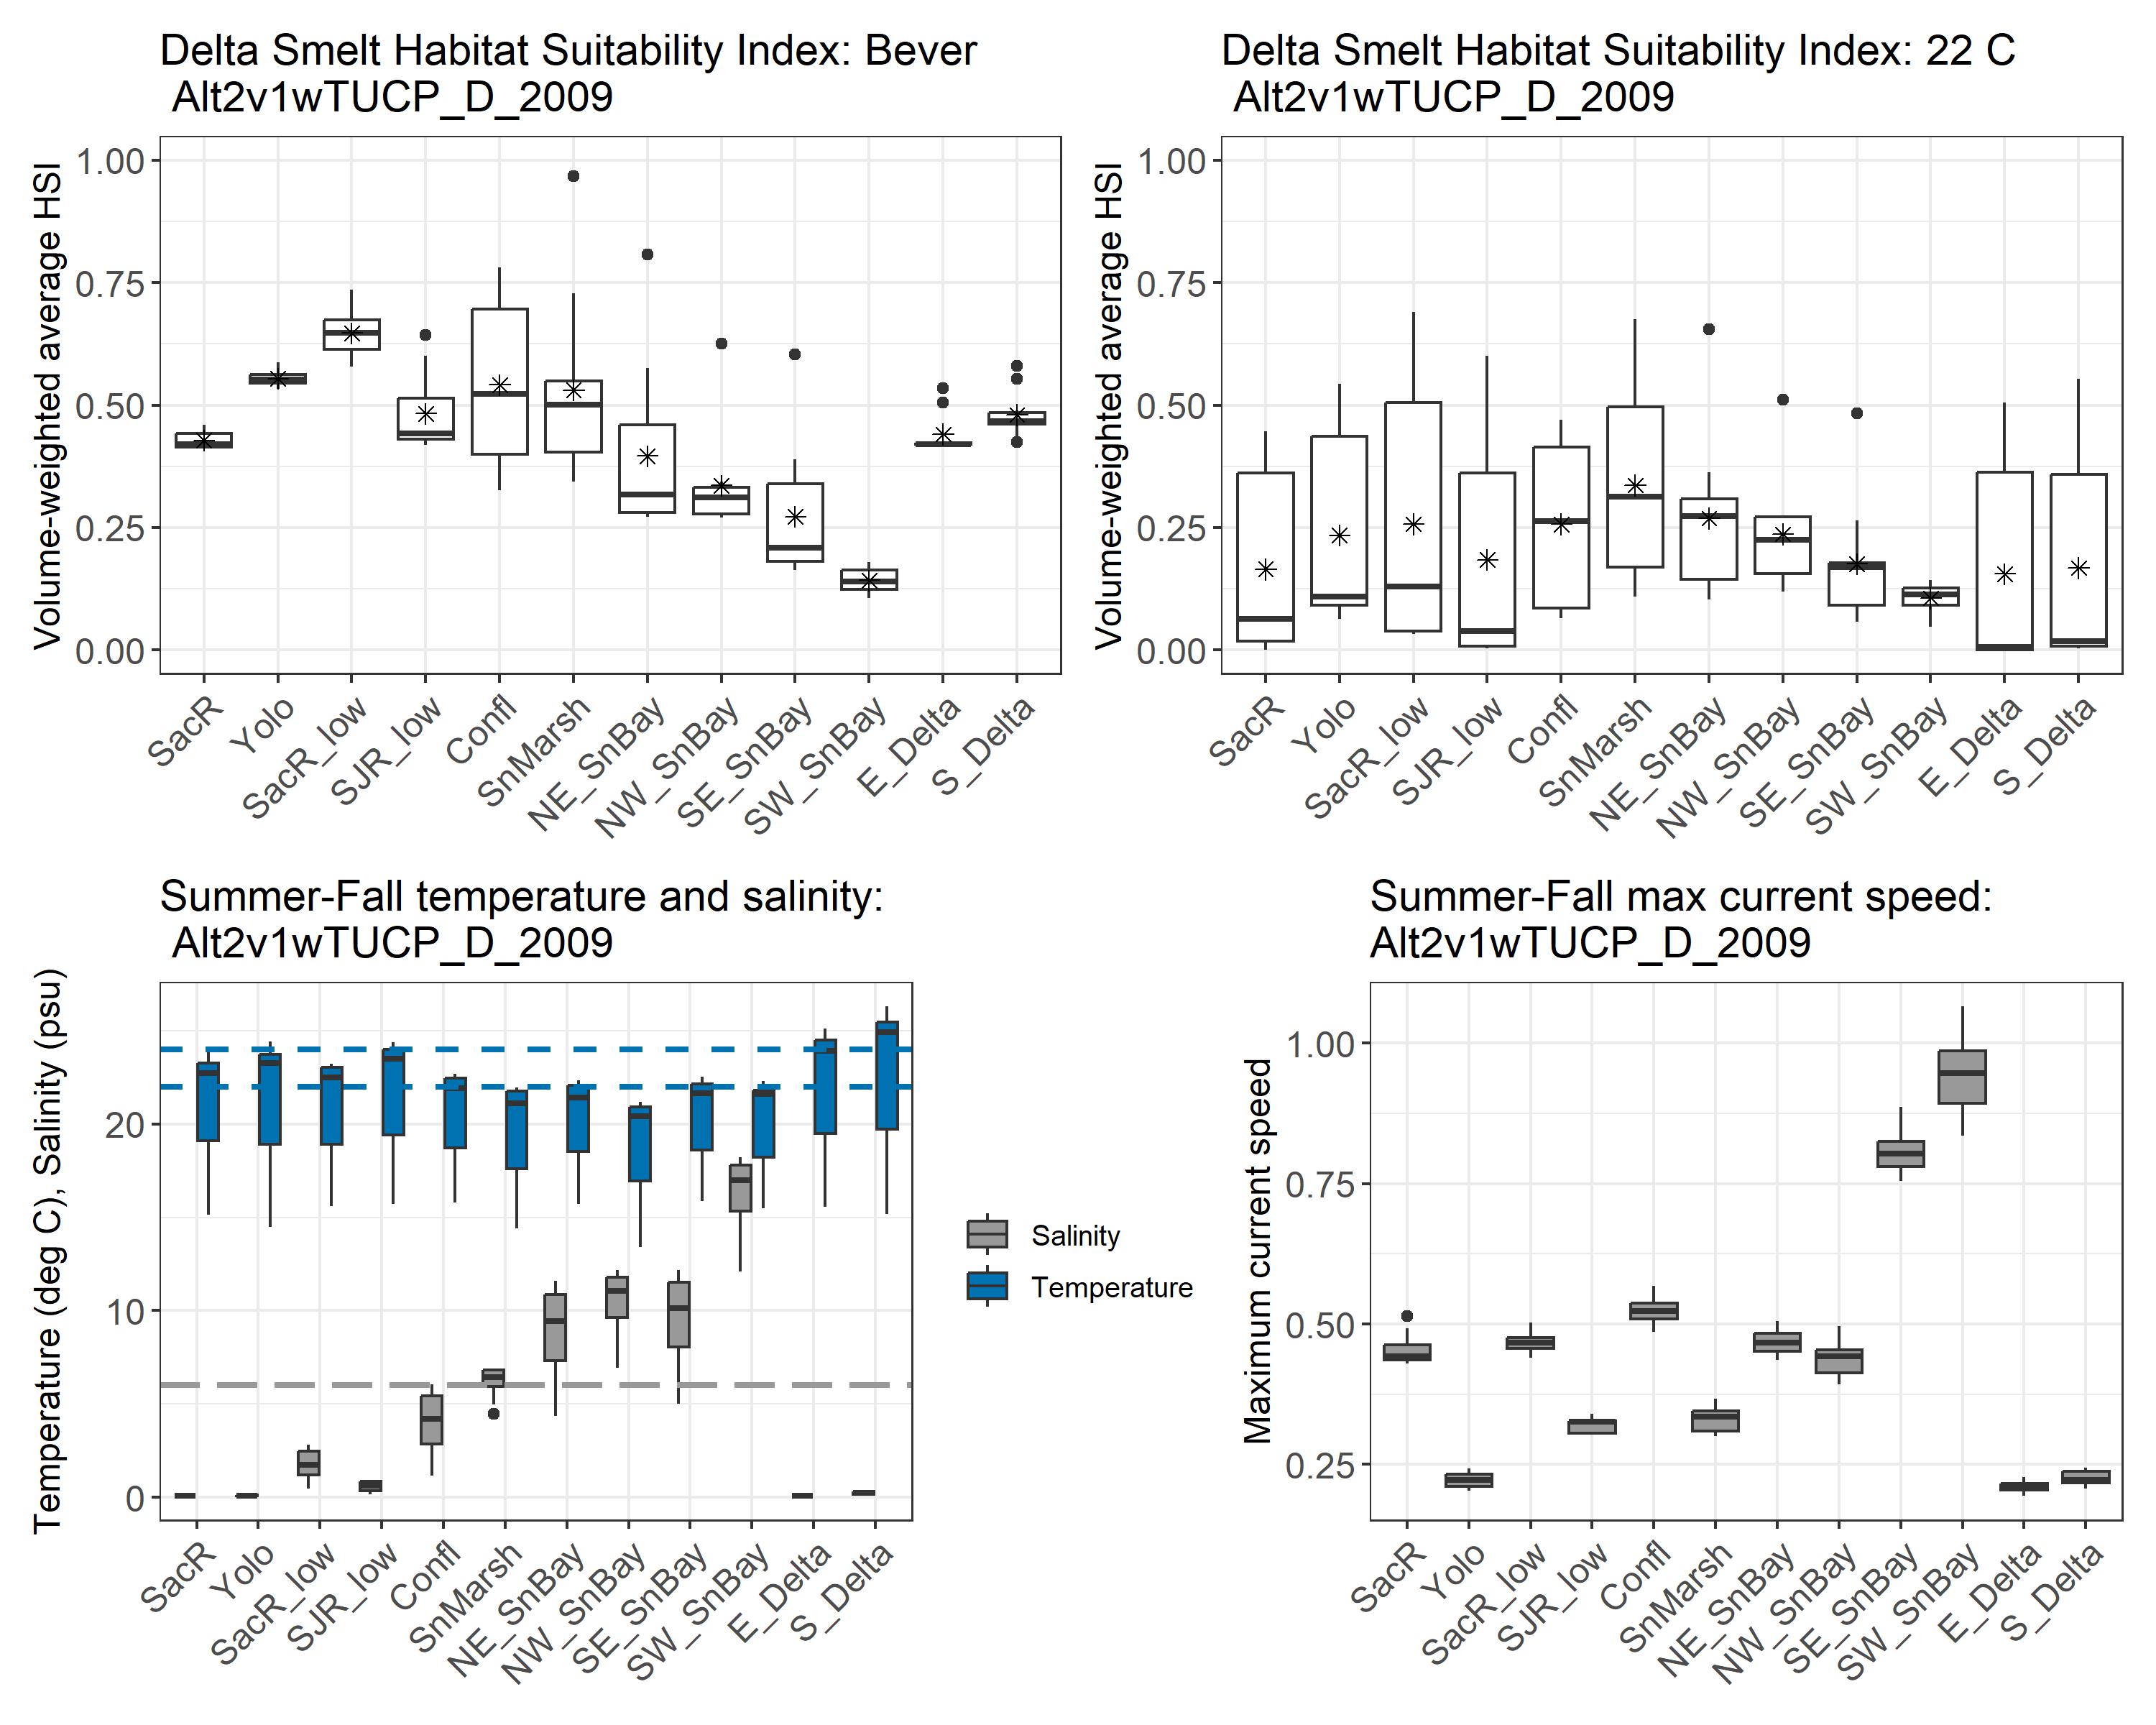 Delta Smelt Habitat Suitability Index: Bever
Alt2v1wTUCP_D_2009
Volume-weighted average HSI
1.00
0.75
0.50
0.25
0.00
SacR
Yolo
SacR_low
SJR_low
Confl
SnMarsh
NE_SnBay
NW_SnBay
SE_SnBay
SW_SnBay
E_Delta
S_Delta
Delta Smelt Habitat Suitability Index: 22 C
Alt2v1wTUCP_D_2009
Volume-weighted average HSI
1.00
0.75
0.50
0.25
0.00
SacR
Yolo
SacR_low
SJR_low
Confl
SnMarsh
NE_SnBay
NW_SnBay
SE_SnBay
SW_SnBay
E_Delta
S_Delta
Summer-Fall temperature and salinity:
Alt2v1wTUCP_D_2009
Temperature (deg C), Salinity (psu)
20
10
0
SacR
Yolo
SacR_low
SJR_low
Confl
SnMarsh
NE_SnBay
NW_SnBay
SE_SnBay
SW_SnBay
E_Delta
S_Delta
Salinity
Temperature
Summer-Fall max current speed:
Alt2v1wTUCP_D_2009
Maximum current speed
1.00
0.75
0.50
0.25
SacR
Yolo
SacR_low
SJR_low
Confl
SnMarsh
NE_SnBay
NW_SnBay
SE_SnBay
SW_SnBay
E_Delta
S_Delta